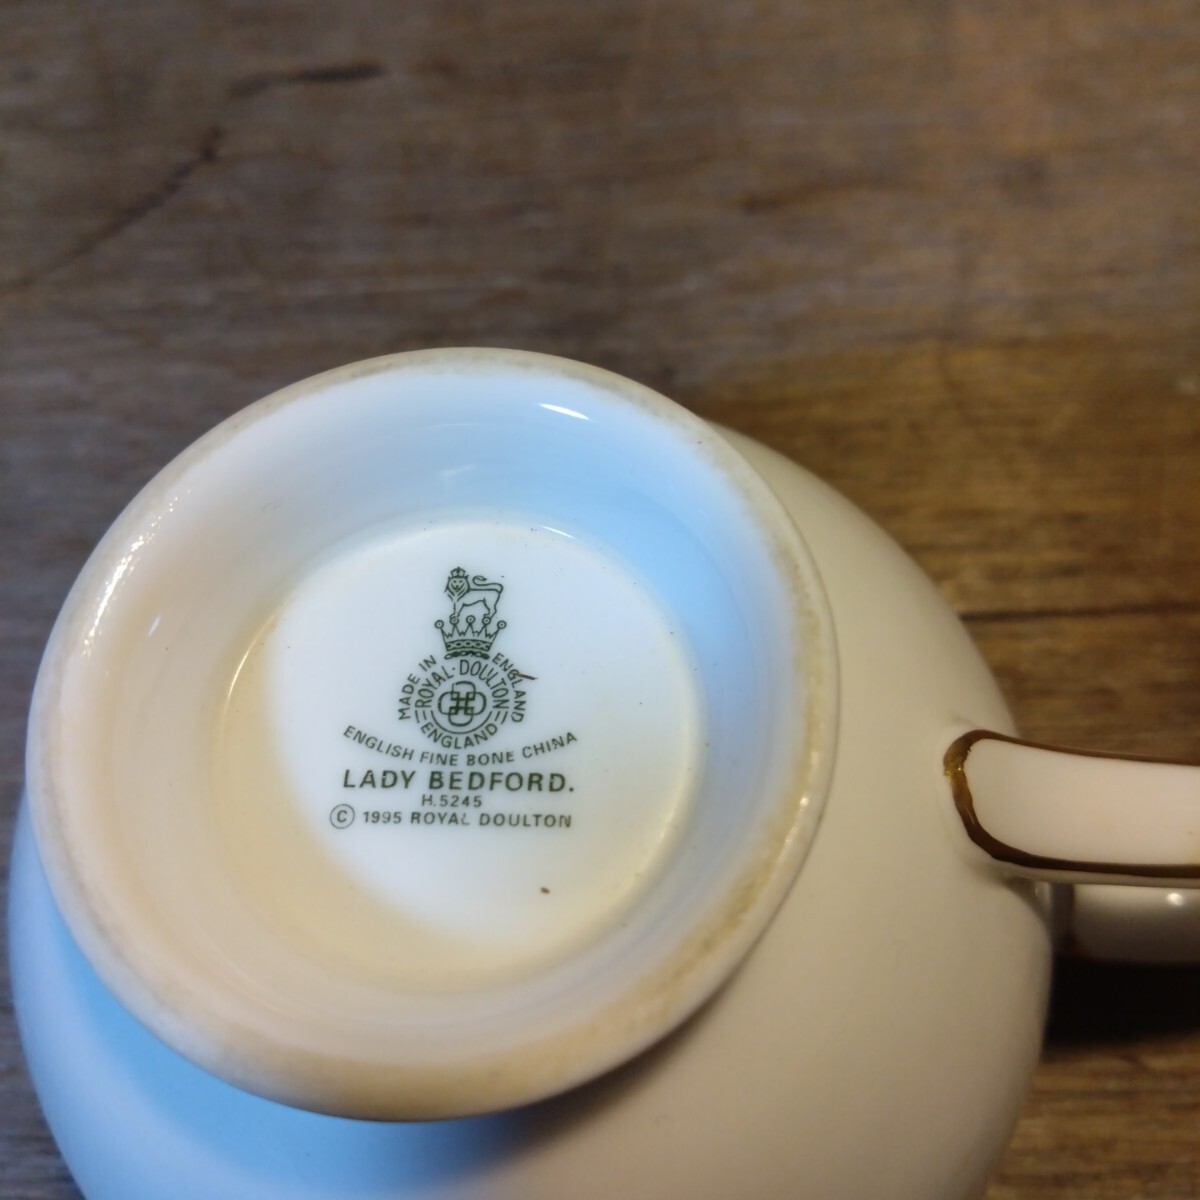 MADE IN ENGLAND
ROYAL·DOULTON
ENGLAND
ENGLISH FINE BONE CHINA
LADY BEDFORD.
H.5245
© 1995 ROYAL DOULTON